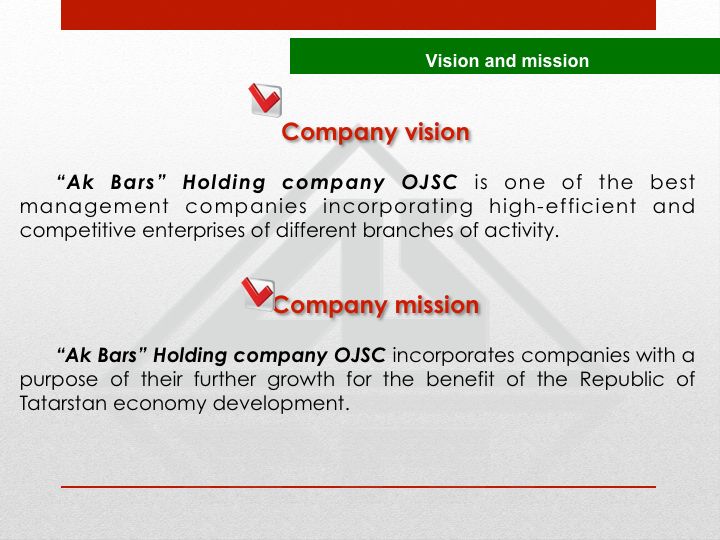 Vision and mission
Company vision
“Ak Bars” Holding company OJSC is one of the best
management companies incorporating high-efficient and
competitive enterprises of different branches of activity.
Company mission
“Ak Bars” Holding company OJSC incorporates companies with a
purpose of their further growth for the benefit of the Republic of
Tatarstan economy development.